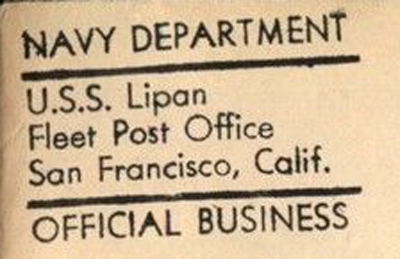 NAVY DEPARTMENT
U.S.S. Lipan
Fleet Post Office
San Francisco, Calif.
OFFICIAL BUSINESS